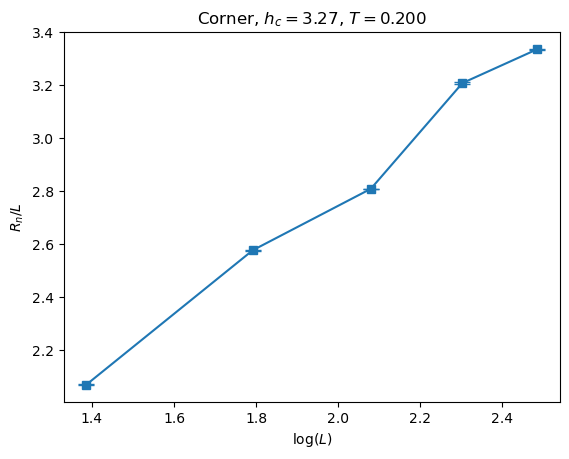 Corner, $h_c = 3.27$, $T = 0.200$
3.4
3.2
3.0
2.8
2.6
2.4
2.2
$R_n/L$
1.4 1.6 1.8 2.0 2.2 2.4
log($L$)